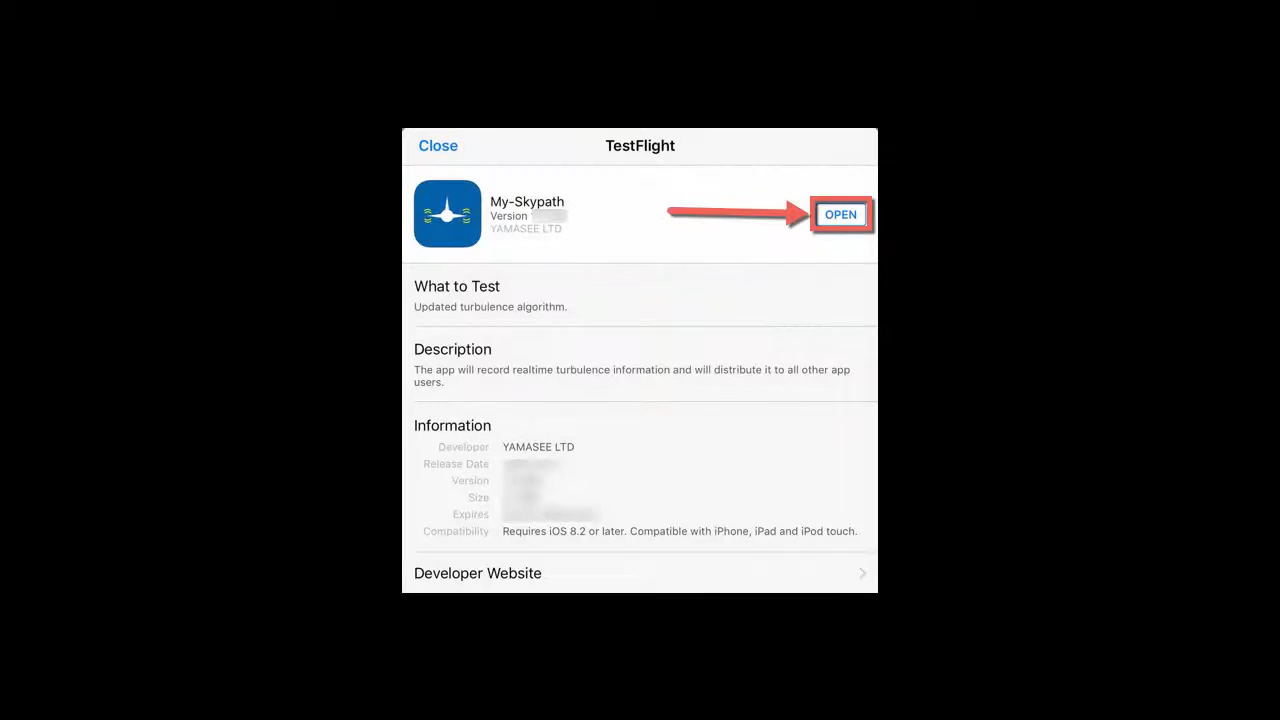 Close
TestFlight
My-Skypath
Version
YAMASEE LTD
OPEN
What to Test
Updated turbulence algorithm.
Description
The app will record realtime turbulence information and will distribute it to all other app
users.
Information
Developer YAMASEE LTD
Release Date
Version
Size
Expires
Compatibility Requires iOS 8.2 or later. Compatible with iPhone, iPad and iPod touch.
Developer Website